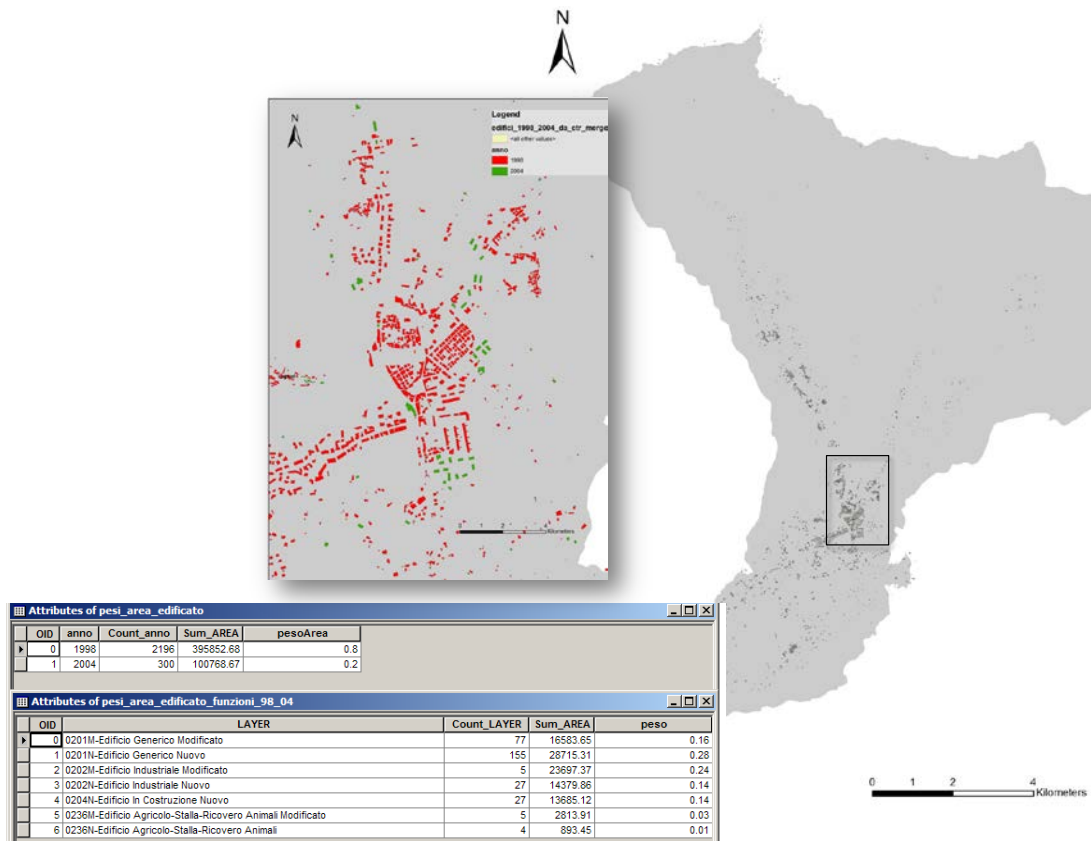 N
N
Legend
edifici_1998_2004_da_ctr_merge
<all other values>
anno
1998
2004
0 1 2 4
Kilometers
Attributes of pesi_area_edificato
OID anno Count_anno Sum_AREA pesoArea
0 1998 2196 395852.68 0.8
1 2004 300 100768.67 0.2
Attributes of pesi_area_edificato_funzioni_98_04
OID LAYER Count_LAYER Sum_AREA peso
0 0201M-Edificio Generico Modificato 77 16583.65 0.16
1 0201N-Edificio Generico Nuovo 155 28715.31 0.28
2 0202M-Edificio Industriale Modificato 5 23697.37 0.24
3 0202N-Edificio Industriale Nuovo 27 14379.86 0.14
4 0204N-Edificio In Costruzione Nuovo 27 13685.12 0.14
5 0236M-Edificio Agricolo-Stalla-Ricovero Animali Modificato 5 2813.91 0.03
6 0236N-Edificio Agricolo-Stalla-Ricovero Animali 4 893.45 0.01
0 1 2 4
Kilometers